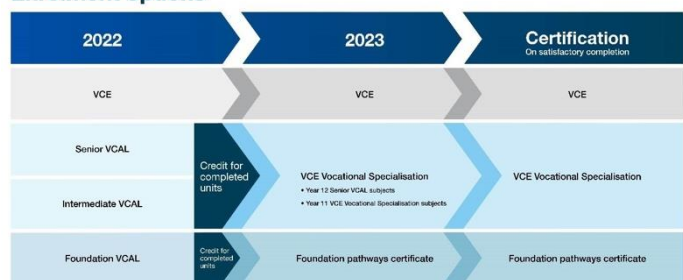 2022
2023
Certification
On satisfactory completion
VCE
VCE
VCE
Senior VCAL
Intermediate VCAL
Credit for
completed
units
VCE Vocational Specialisation
• Year 12 Senior VCAL subjects
• Year 11 VCE Vocational Specialisation subjects
VCE Vocational Specialisation
Foundation VCAL
Credit for
completed
units
Foundation pathways certificate
Foundation pathways certificate